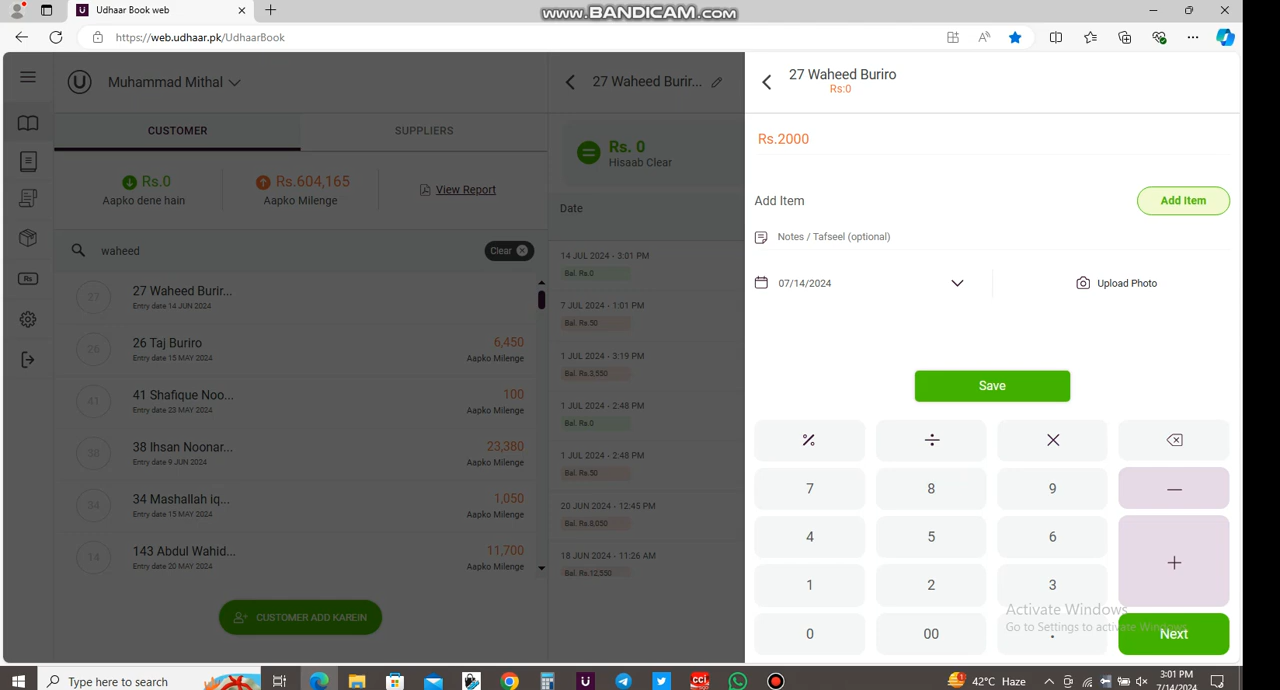 www.BANDICAM.com
Udhaar Book web
https://web.udhaar.pk/UdhaarBook
Muhammad Mithal
27 Waheed Burir...
27 Waheed Buriro
Rs:0
CUSTOMER
SUPPLIERS
Rs.2000
Rs. 0
Hisaab Clear
Rs.0
Aapko dene hain
Rs.604,165
Aapko Milenge
View Report
Add Item
Add Item
Date
Notes / Tafseel (optional)
waheed
Clear
14 JUL 2024 - 3:01 PM
Bal. Rs.0
07/14/2024
Upload Photo
27
27 Waheed Burir...
Entry date 14 JUN 2024
7 JUL 2024 - 1:01 PM
Bal. Rs.50
26
26 Taj Buriro
Entry date 15 MAY 2024
6,450
Aapko Milenge
1 JUL 2024 - 3:19 PM
Bal. Rs.3,550
Save
41
41 Shafique Noo...
Entry date 23 MAY 2024
100
Aapko Milenge
1 JUL 2024 - 2:48 PM
Bal. Rs.0
% ÷ ×
38
38 Ihsan Noonar...
Entry date 9 JUN 2024
23,380
Aapko Milenge
1 JUL 2024 - 2:48 PM
Bal. Rs.50
7 8 9 —
34
34 Mashallah iq...
Entry date 15 MAY 2024
1,050
Aapko Milenge
20 JUN 2024 - 12:45 PM
Bal. Rs.8,050
4 5 6 +
14
143 Abdul Wahid...
Entry date 20 MAY 2024
11,700
Aapko Milenge
18 JUN 2024 - 11:26 AM
Bal. Rs.12,550
1 2 3
CUSTOMER ADD KAREIN
Activate Windows
Go to Settings to activate Windows.
0 00 . Next
Type here to search
42°C Haze
3:01 PM
7/14/2024